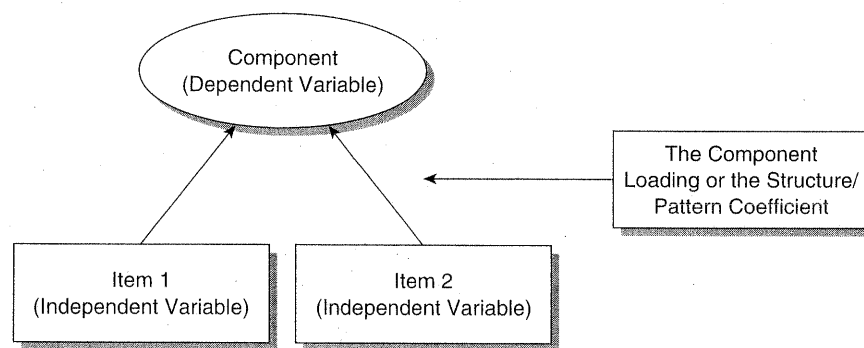 Component
(Dependent Variable)
The Component
Loading or the Structure/
Pattern Coefficient
Item 1
(Independent Variable)
Item 2
(Independent Variable)